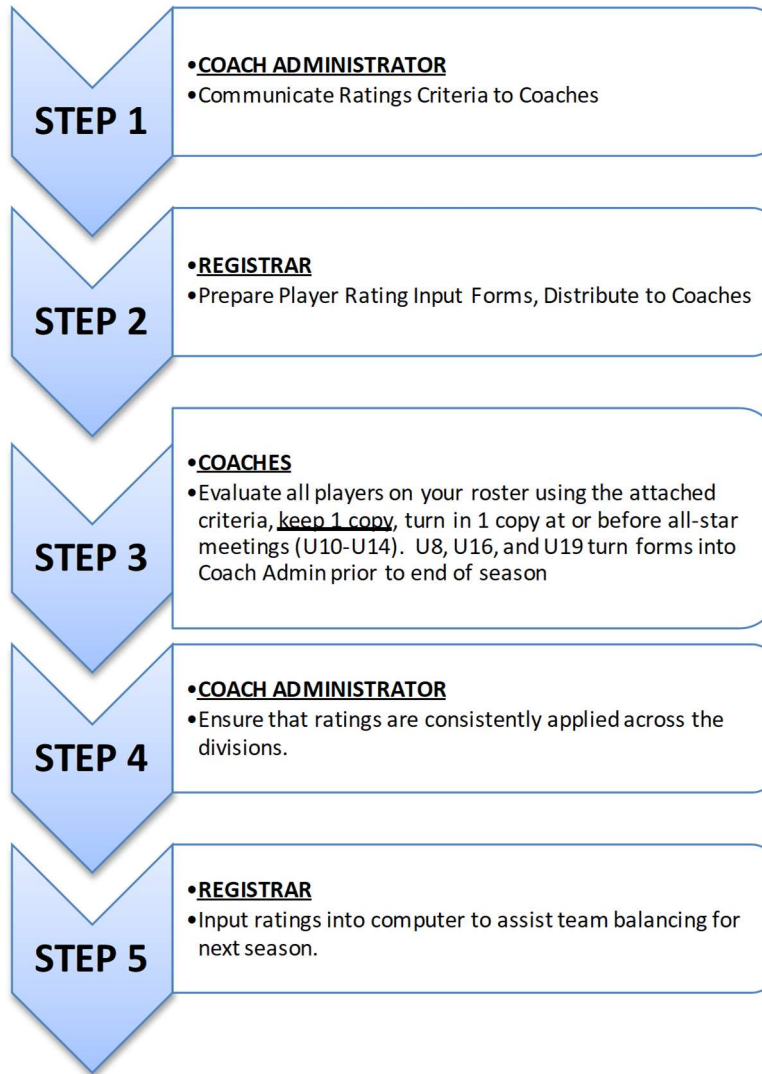 STEP 1
•COACH ADMINISTRATOR
•Communicate Ratings Criteria to Coaches
STEP 2
•REGISTRAR
•Prepare Player Rating Input Forms, Distribute to Coaches
STEP 3
•COACHES
•Evaluate all players on your roster using the attached
criteria, keep 1 copy, turn in 1 copy at or before all-star
meetings (U10-U14). U8, U16, and U19 turn forms into
Coach Admin prior to end of season
STEP 4
•COACH ADMINISTRATOR
•Ensure that ratings are consistently applied across the
divisions.
STEP 5
•REGISTRAR
•Input ratings into computer to assist team balancing for
next season.